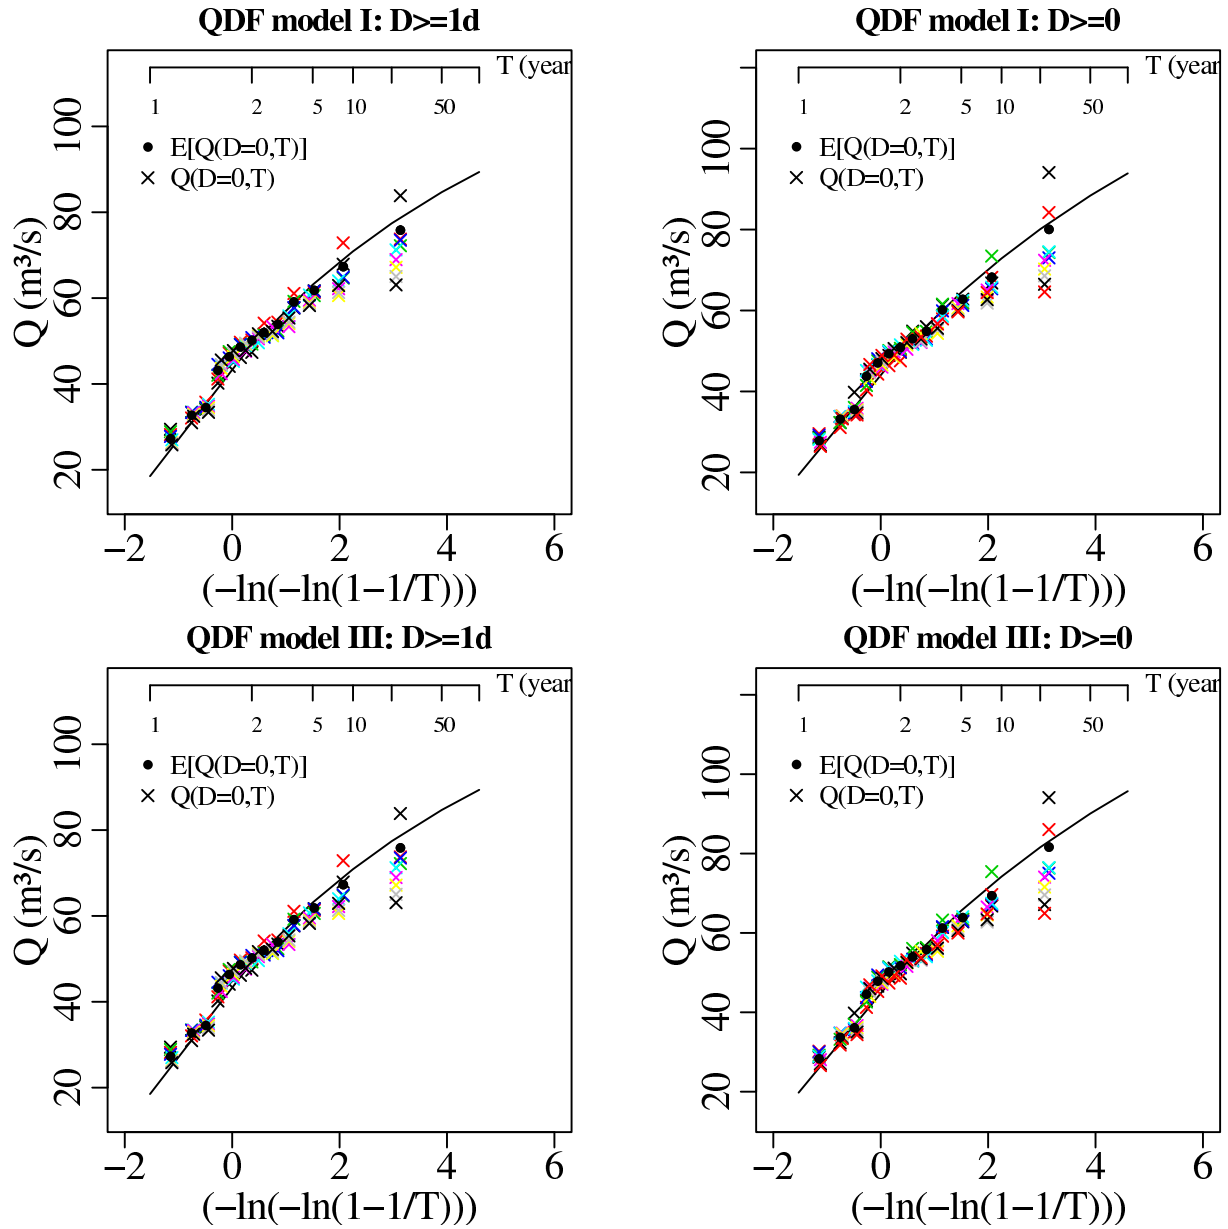 QDF model I: D>=1d
T (year
1 2 5 10 50
E[Q(D=0,T)]
Q(D=0,T)
Q (m³/s)
20 40 60 80 100
−2 0 2 4 6
(−ln(−ln(1−1/T)))
QDF model I: D>=0
T (year
1 2 5 10 50
E[Q(D=0,T)]
Q(D=0,T)
Q (m³/s)
20 40 60 80 100
−2 0 2 4 6
(−ln(−ln(1−1/T)))
QDF model III: D>=1d
T (year
1 2 5 10 50
E[Q(D=0,T)]
Q(D=0,T)
Q (m³/s)
20 40 60 80 100
−2 0 2 4 6
(−ln(−ln(1−1/T)))
QDF model III: D>=0
T (year
1 2 5 10 50
E[Q(D=0,T)]
Q(D=0,T)
Q (m³/s)
20 40 60 80 100
−2 0 2 4 6
(−ln(−ln(1−1/T)))